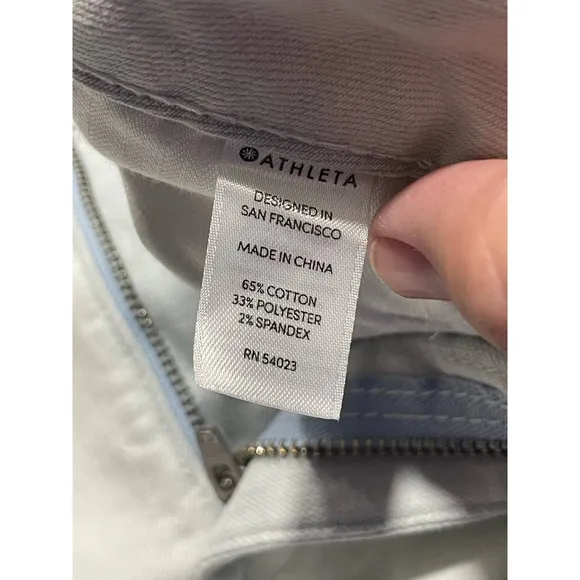 ATHLETA
DESIGNED IN
SAN FRANCISCO
MADE IN CHINA
65% COTTON
33% POLYESTER
2% SPANDEX
RN 54023